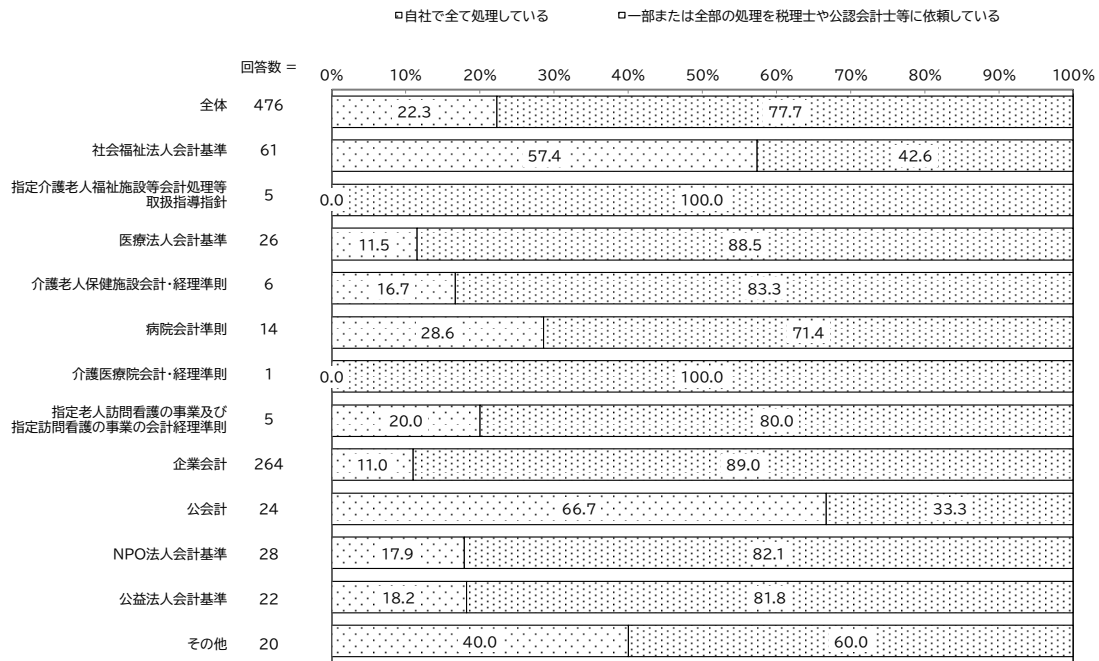 自社で全て処理している 一部または全部の処理を税理士や公認会計士等に依頼している
回答数 = 0% 10% 20% 30% 40% 50% 60% 70% 80% 90% 100%
全体 476 22.3 77.7
社会福祉法人会計基準 61 57.4 42.6
指定介護老人福祉施設等会計処理等
取扱指導指針 5 0.0 100.0
医療法人会計基準 26 11.5 88.5
介護老人保健施設会計・経理準則 6 16.7 83.3
病院会計準則 14 28.6 71.4
介護医療院会計・経理準則 1 0.0 100.0
指定老人訪問看護の事業及び
指定訪問看護の事業の会計経理準則 5 20.0 80.0
企業会計 264 11.0 89.0
公会計 24 66.7 33.3
NPO法人会計基準 28 17.9 82.1
公益法人会計基準 22 18.2 81.8
その他 20 40.0 60.0